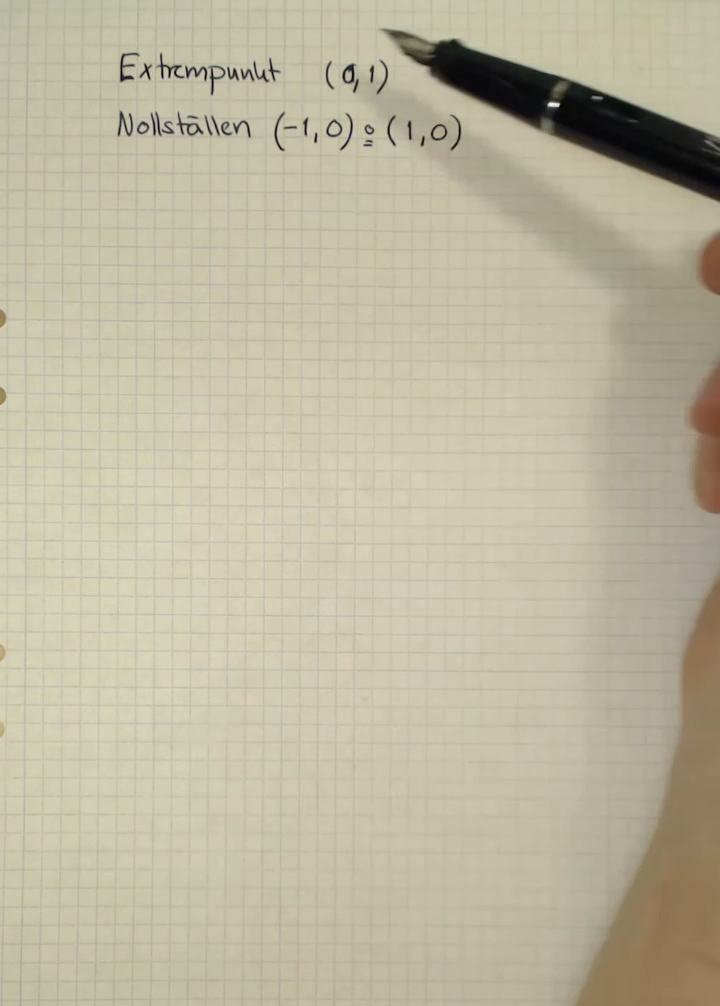 Extrempunkt (0,1)
Nollställen (-1,0) o (1,0)